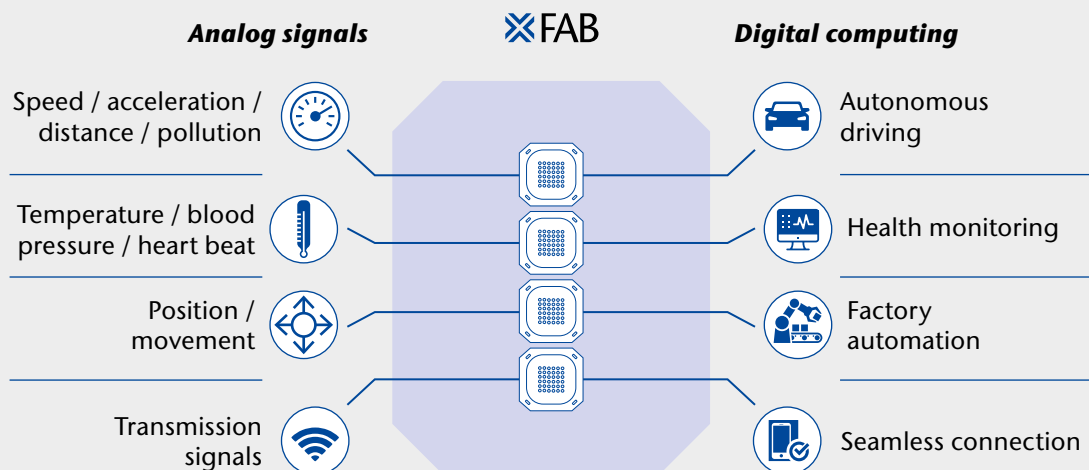 Analog signals
XFAB
Digital computing
Speed / acceleration /
distance / pollution
Autonomous
driving
Temperature / blood
pressure / heart beat
Health monitoring
Position /
movement
Factory
automation
Transmission
signals
Seamless connection